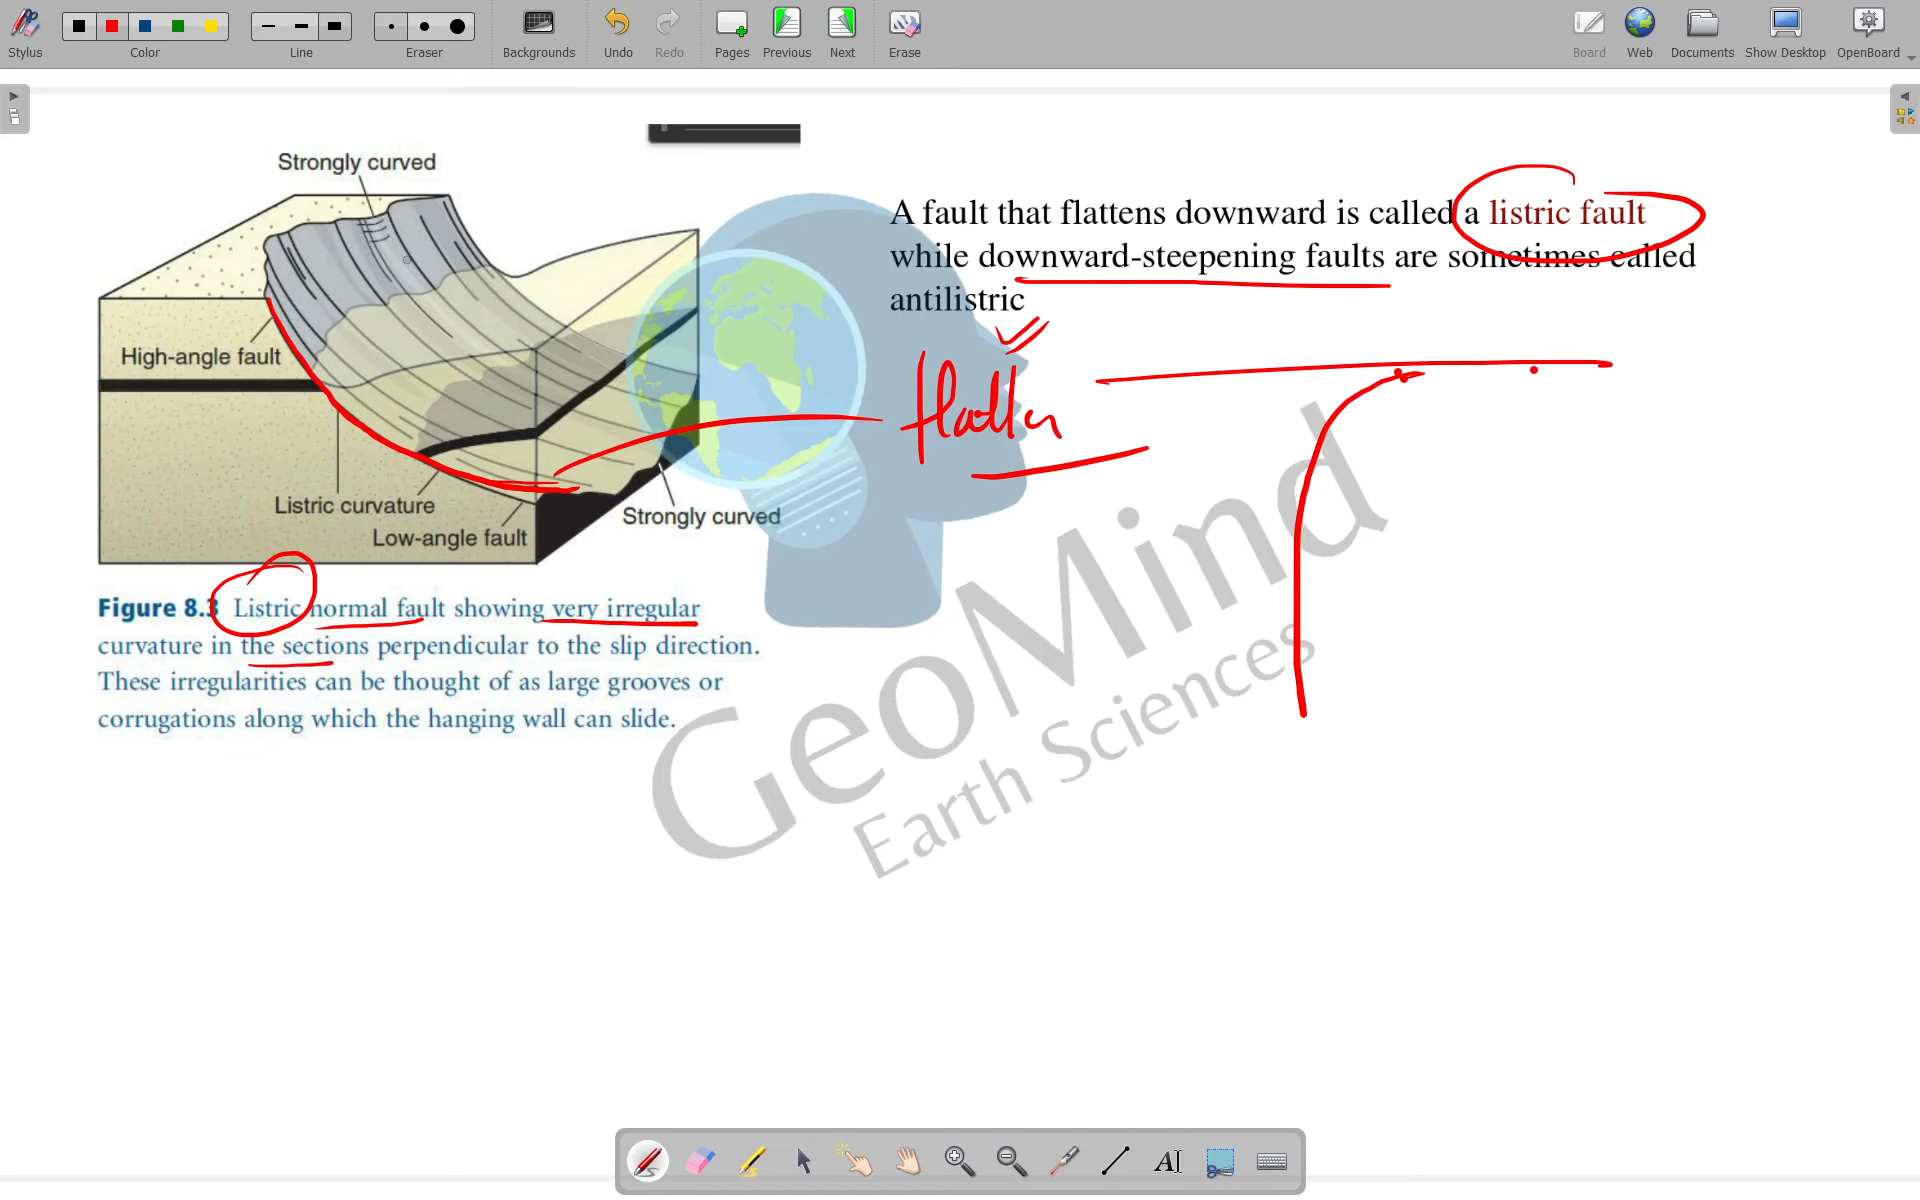 Stylus
Color
Line
Eraser
Backgrounds
Undo
Redo
Pages
Previous
Next
Erase
Board
Web
Documents
Show Desktop
OpenBoard
Strongly curved
High-angle fault
Listric curvature
Low-angle fault
Strongly curved
Figure 8.3 Listric normal fault showing very irregular
curvature in the sections perpendicular to the slip direction.
These irregularities can be thought of as large grooves or
corrugations along which the hanging wall can slide.
A fault that flattens downward is called a listric fault
while downward-steepening faults are sometimes called
antilistric
flatten
GeoMind
Earth Sciences